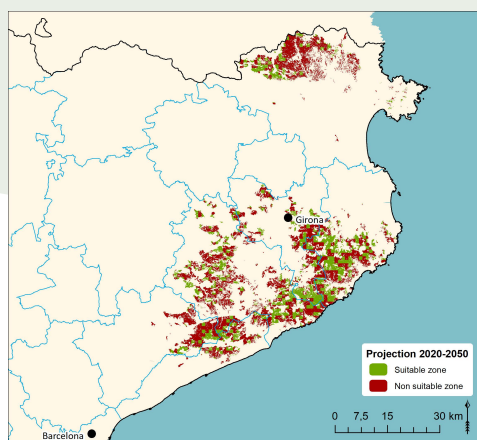 Girona
Projection 2020-2050
Suitable zone
Non suitable zone
0 7,5 15 30 km
Barcelona